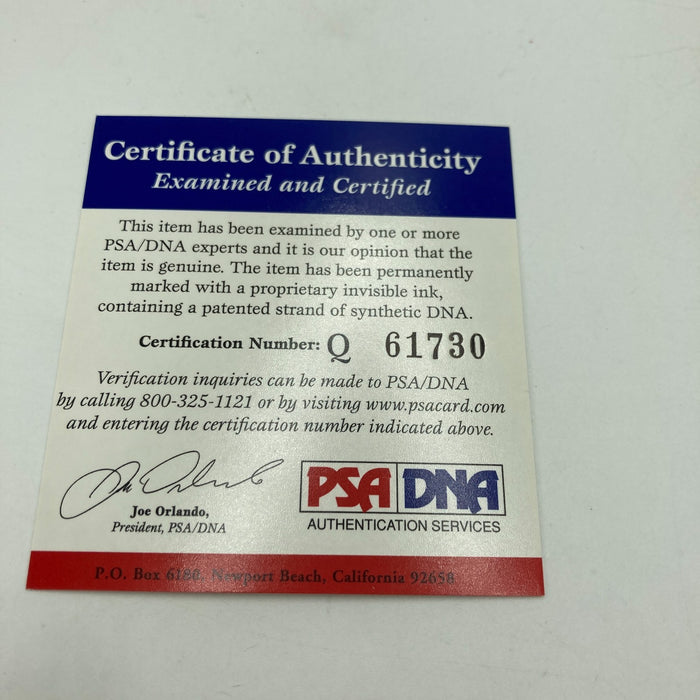 Certificate of Authenticity
Examined and Certified
This item has been examined by one or more
PSA/DNA experts and it is our opinion that the
item is genuine. The item has been permanently
marked with a proprietary invisible ink,
containing a patented strand of synthetic DNA.
Certification Number: Q 61730
Verification inquiries can be made to PSA/DNA
by calling 800-325-1121 or by visiting www.psacard.com
and entering the certification number indicated above.
Joe Orlando,
President, PSA/DNA
PSA DNA
AUTHENTICATION SERVICES
P.O. Box Newport Beach, California 92658